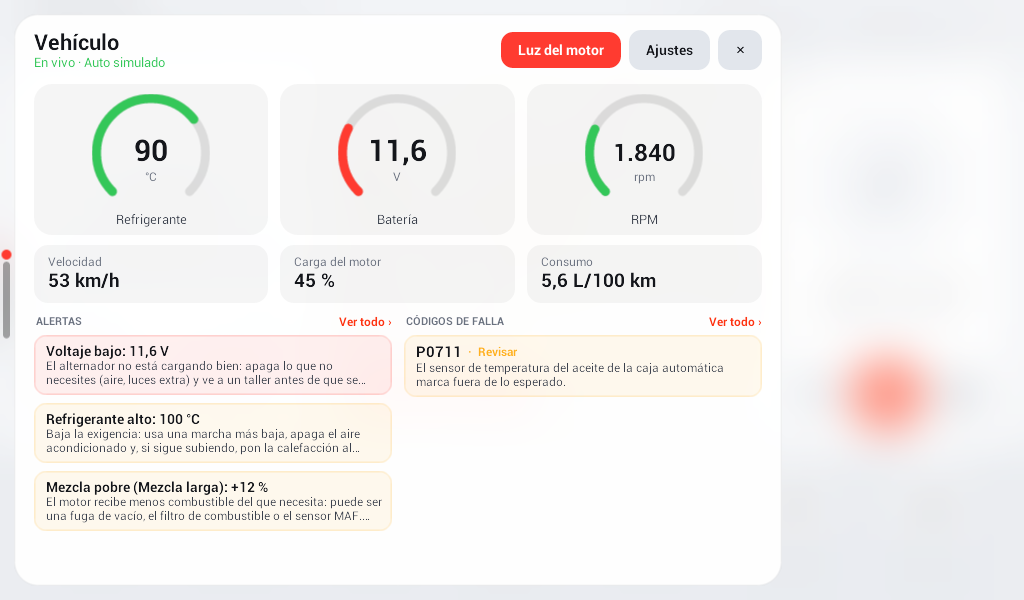 Vehículo
En vivo · Auto simulado
Luz del motor
Ajustes
×
90
°C
Refrigerante
11,6
V
Batería
1.840
rpm
RPM
Velocidad
53 km/h
Carga del motor
45 %
Consumo
5,6 L/100 km
ALERTAS
Ver todo ›
Voltaje bajo: 11,6 V
El alternador no está cargando bien: apaga lo que no
necesites (aire, luces extra) y ve a un taller antes de que se...
Refrigerante alto: 100 °C
Baja la exigencia: usa una marcha más baja, apaga el aire
acondicionado y, si sigue subiendo, pon la calefacción al...
Mezcla pobre (Mezcla larga): +12 %
El motor recibe menos combustible del que necesita: puede ser
una fuga de vacío, el filtro de combustible o el sensor MAF....
CÓDIGOS DE FALLA
Ver todo ›
P0711 · Revisar
El sensor de temperatura del aceite de la caja automática
marca fuera de lo esperado.